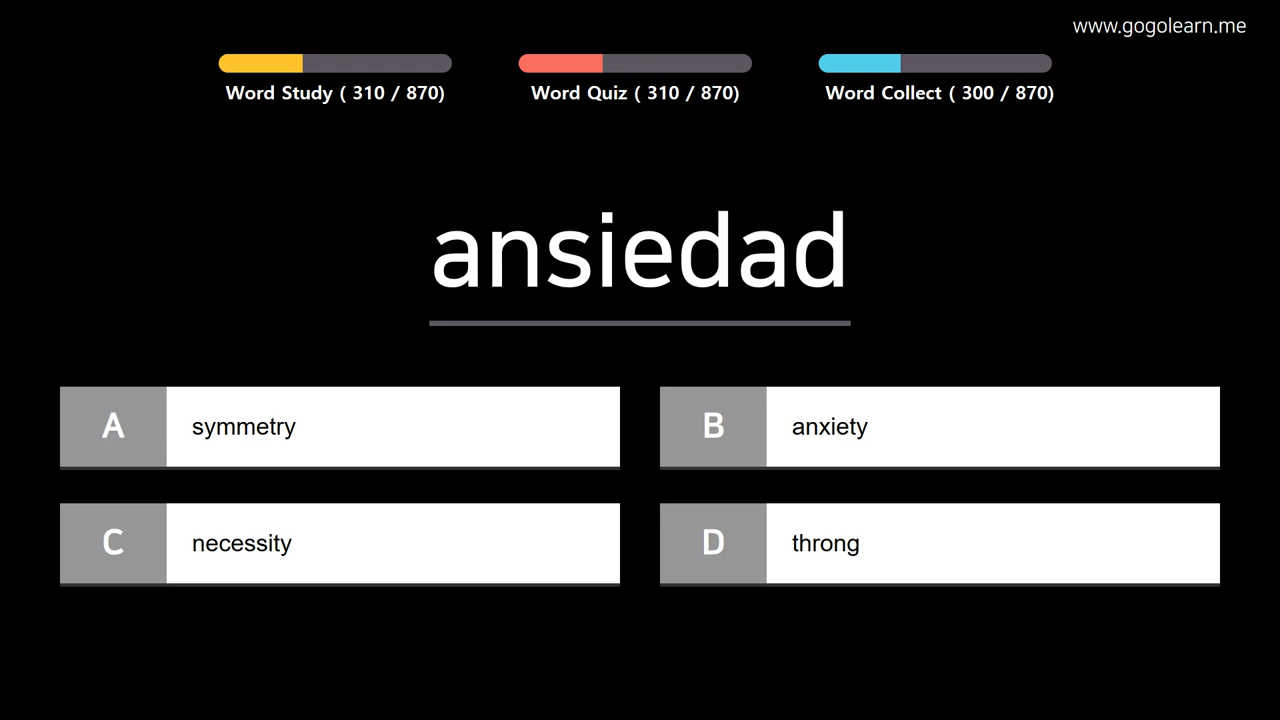 www.gogolearn.me
Word Study ( 310 / 870)
Word Quiz ( 310 / 870)
Word Collect ( 300 / 870)
ansiedad
A symmetry
B anxiety
C necessity
D throng